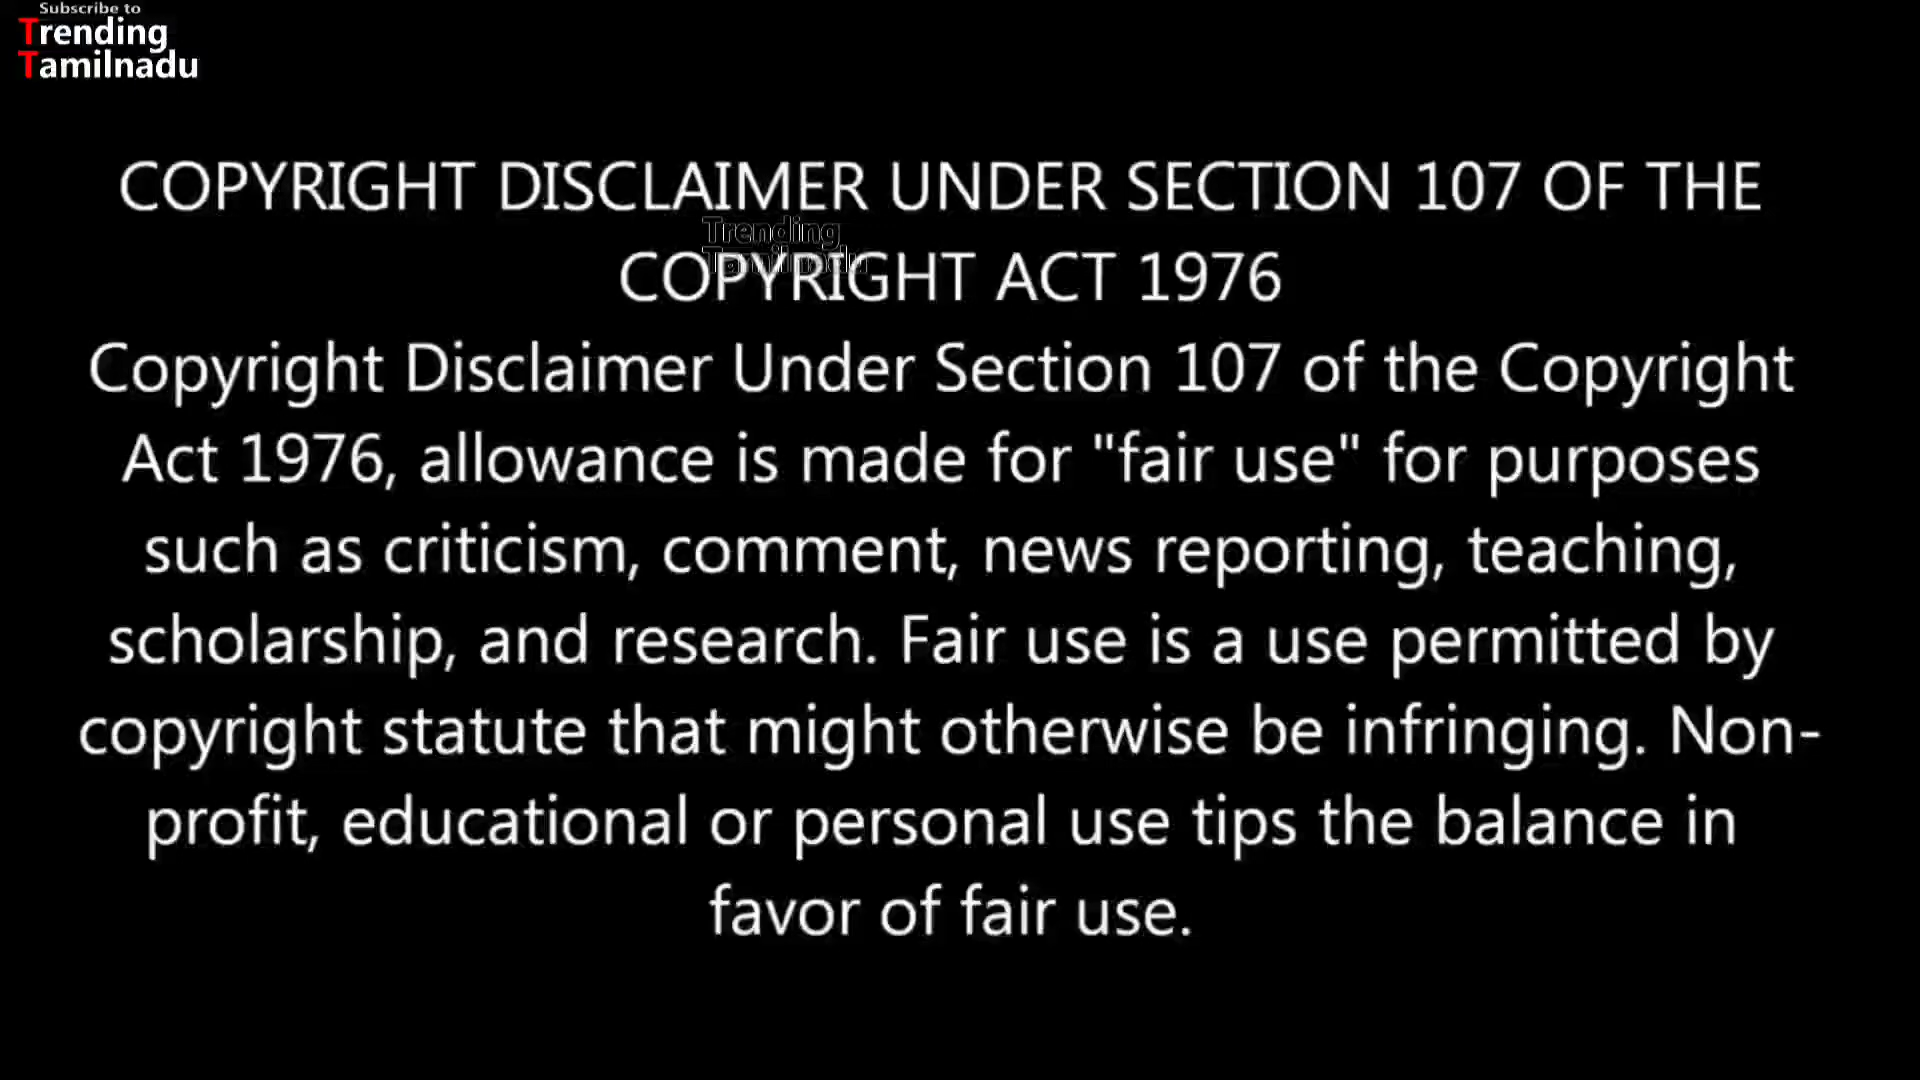 Subscribe to
Trending
Tamilnadu
COPYRIGHT DISCLAIMER UNDER SECTION 107 OF THE
Trending
Tamilnadu
COPYRIGHT ACT 1976
Copyright Disclaimer Under Section 107 of the Copyright
Act 1976, allowance is made for "fair use" for purposes
such as criticism, comment, news reporting, teaching,
scholarship, and research. Fair use is a use permitted by
copyright statute that might otherwise be infringing. Non-
profit, educational or personal use tips the balance in
favor of fair use.